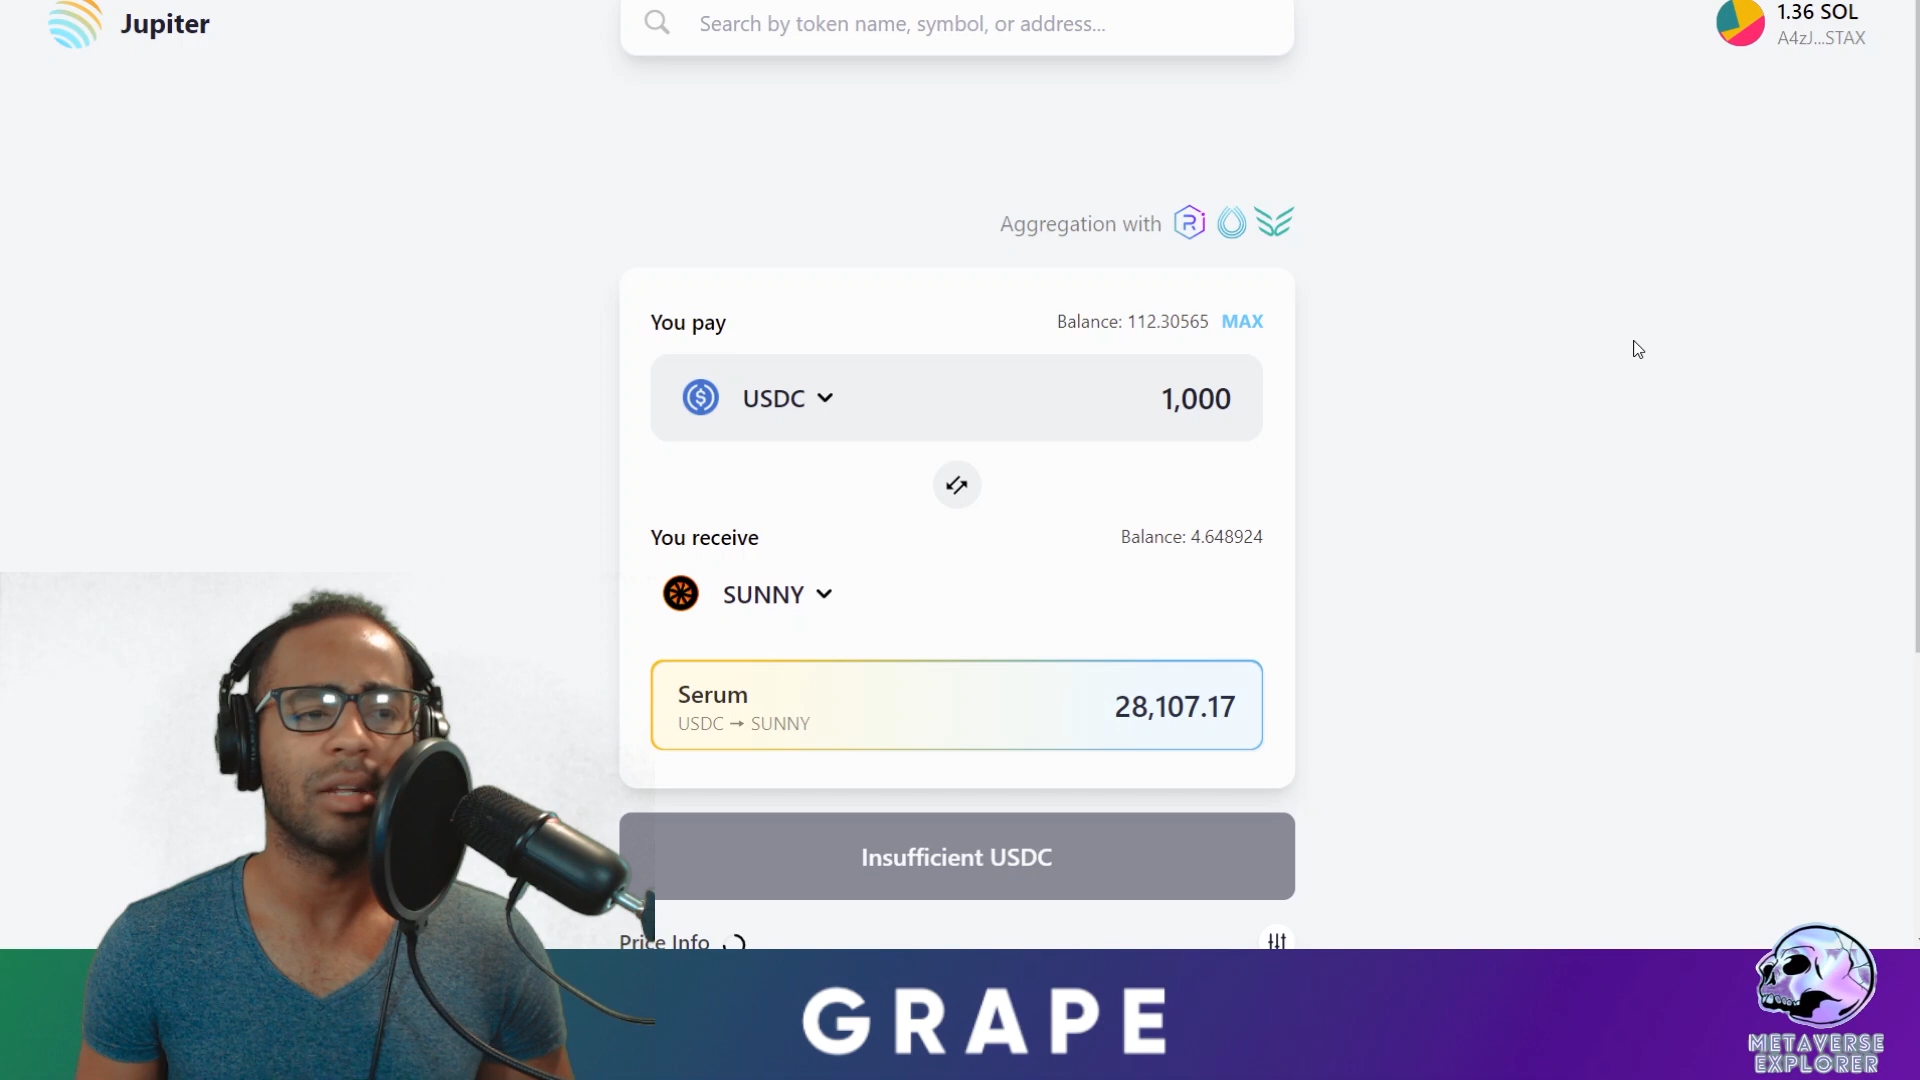 Jupiter
Search by token name, symbol, or address...
1.36 SOL
A4zJ...STAX
Aggregation with
You pay
Balance: 112.30565 MAX
USDC
1,000
You receive
Balance: 4.648924
SUNNY
Serum
USDC → SUNNY
28,107.17
Insufficient USDC
Price Info
GRAPE
METAVERSE
EXPLORER